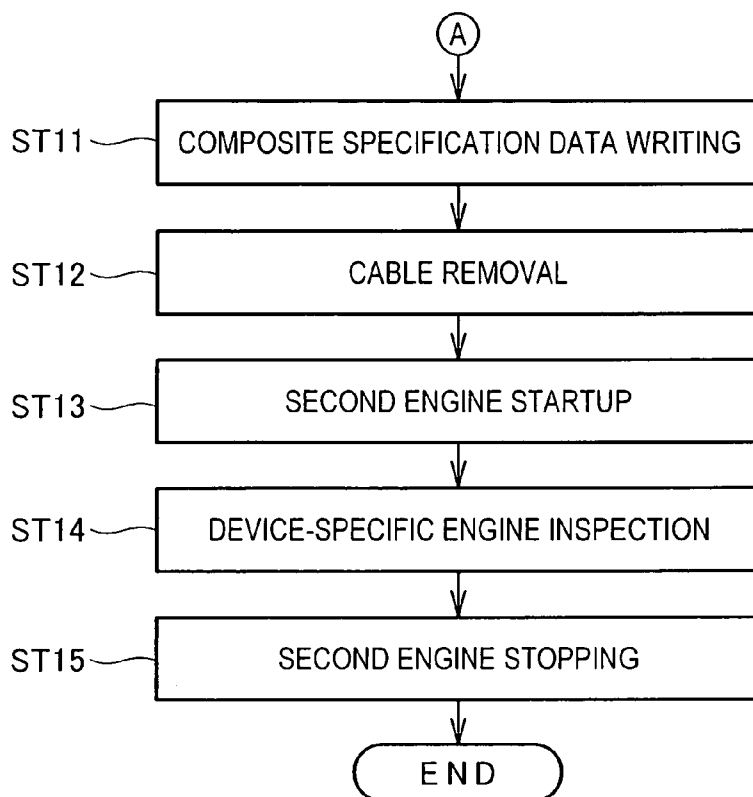 A
ST11 COMPOSITE SPECIFICATION DATA WRITING
ST12 CABLE REMOVAL
ST13 SECOND ENGINE STARTUP
ST14 DEVICE-SPECIFIC ENGINE INSPECTION
ST15 SECOND ENGINE STOPPING
END